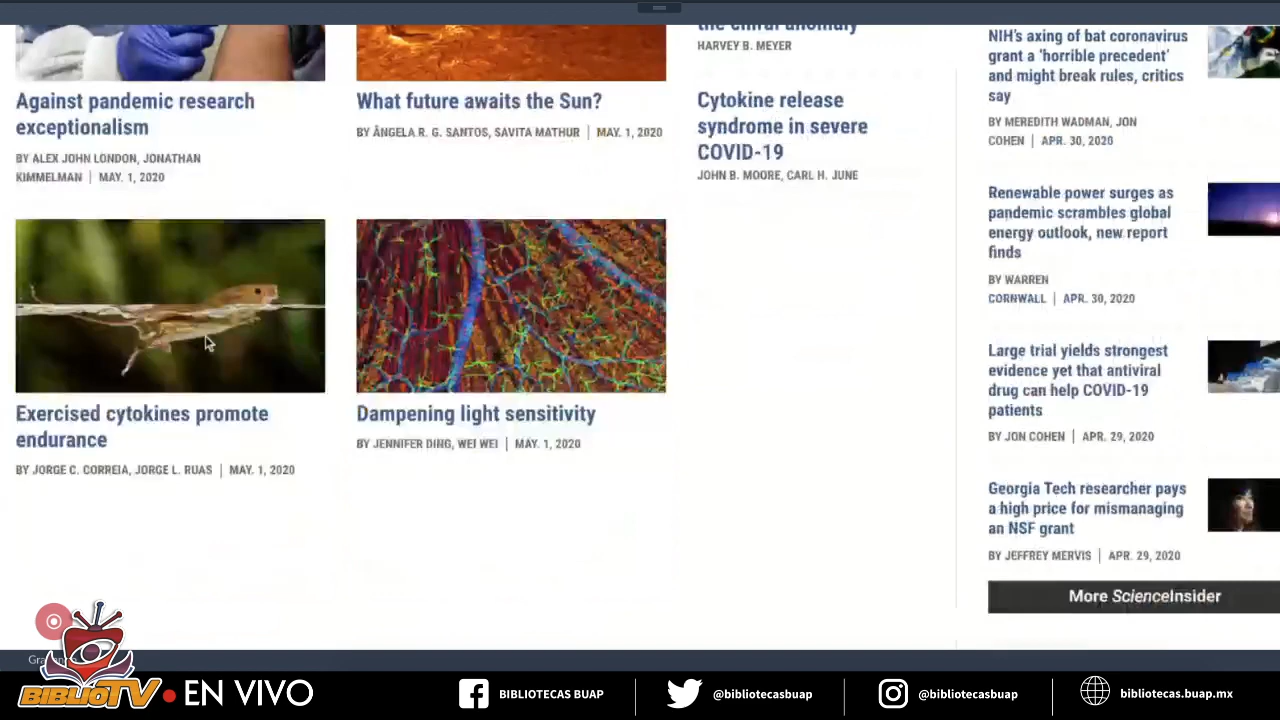 the chiral anomaly
HARVEY B. MEYER
Against pandemic research
exceptionalism
BY ALEX JOHN LONDON, JONATHAN
KIMMELMAN | MAY. 1, 2020
What future awaits the Sun?
BY ÂNGELA R. G. SANTOS, SAVITA MATHUR | MAY. 1, 2020
Cytokine release
syndrome in severe
COVID-19
JOHN B. MOORE, CARL H. JUNE
Exercised cytokines promote
endurance
BY JORGE C. CORREIA, JORGE L. RUAS | MAY. 1, 2020
Dampening light sensitivity
BY JENNIFER DING, WEI WEI | MAY. 1, 2020
NIH's axing of bat coronavirus
grant a 'horrible precedent'
and might break rules, critics
say
BY MEREDITH WADMAN, JON
COHEN | APR. 30, 2020
Renewable power surges as
pandemic scrambles global
energy outlook, new report
finds
BY WARREN
CORNWALL | APR. 30, 2020
Large trial yields strongest
evidence yet that antiviral
drug can help COVID-19
patients
BY JON COHEN | APR. 29, 2020
Georgia Tech researcher pays
a high price for mismanaging
an NSF grant
BY JEFFREY MERVIS | APR. 29, 2020
More ScienceInsider
BIBLIOTV • EN VIVO
BIBLIOTECAS BUAP
@bibliotecasbuap
@bibliotecasbuap
bibliotecas.buap.mx